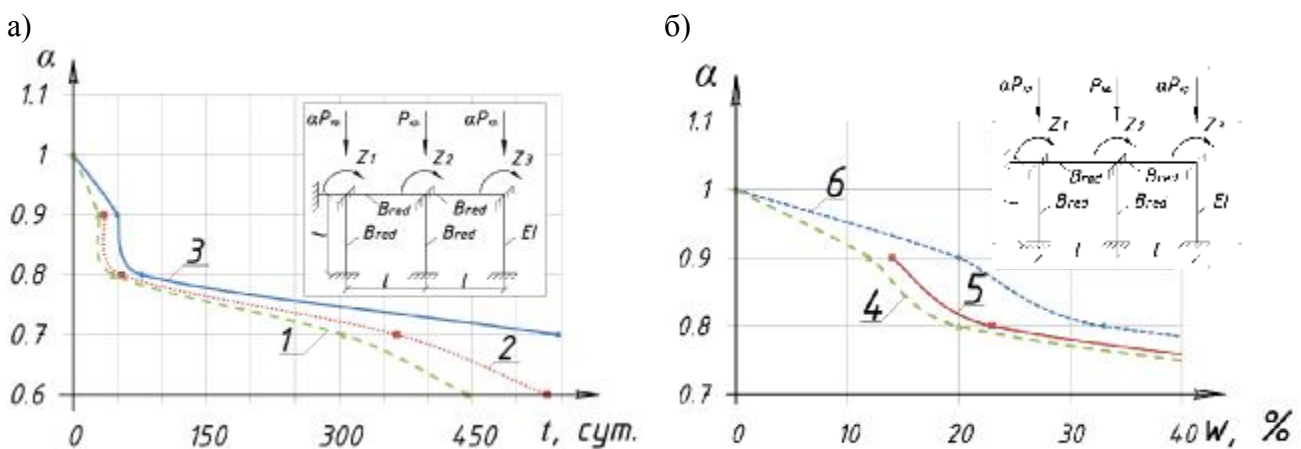 а)
б)
α
1.1
1
0.9
0.8
0.7
0.6
0
150
300
450
t, сут.
1
2
3
Z1
Z2
Z3
Bred
Bred
Bred
Bred
EI
l
l
α
1.1
1
0.9
0.8
0.7
0
10
20
30
40
W, %
4
5
6
Z1
Z2
Bred
Bred
Bred
Bred
EI
l
l